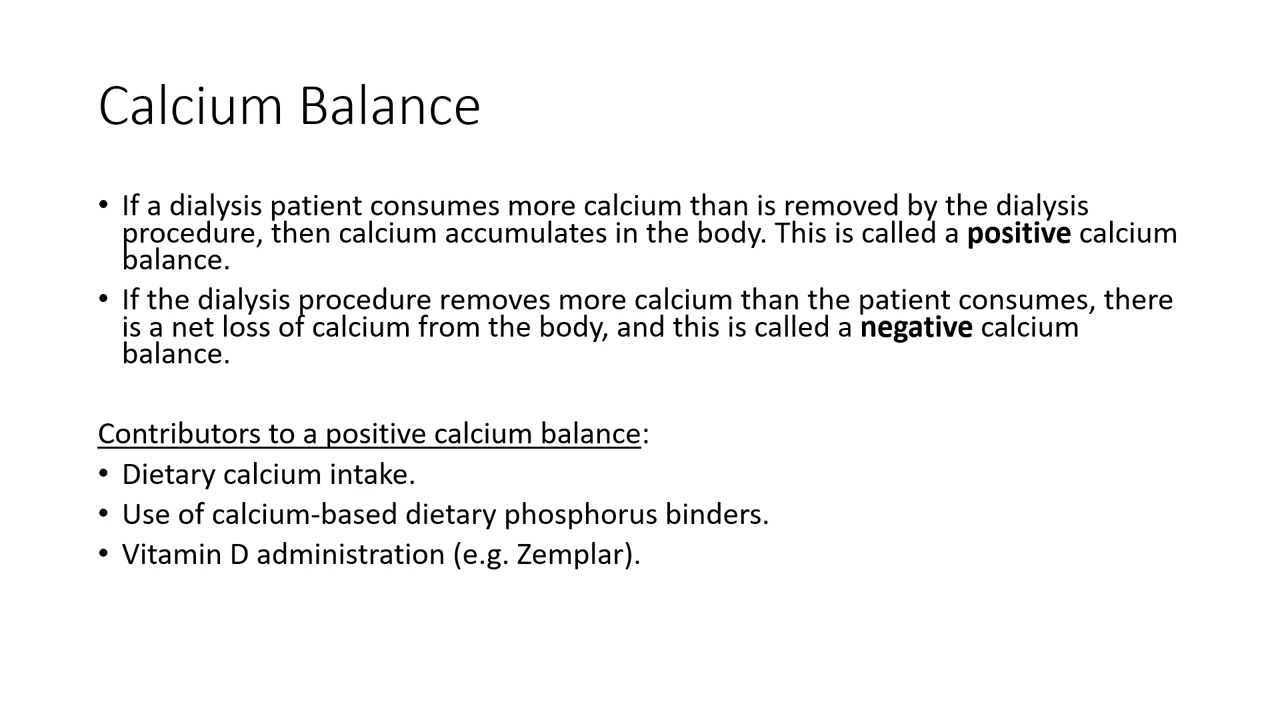 Calcium Balance
• If a dialysis patient consumes more calcium than is removed by the dialysis
procedure, then calcium accumulates in the body. This is called a positive calcium
balance.
• If the dialysis procedure removes more calcium than the patient consumes, there
is a net loss of calcium from the body, and this is called a negative calcium
balance.
Contributors to a positive calcium balance:
• Dietary calcium intake.
• Use of calcium-based dietary phosphorus binders.
• Vitamin D administration (e.g. Zemplar).